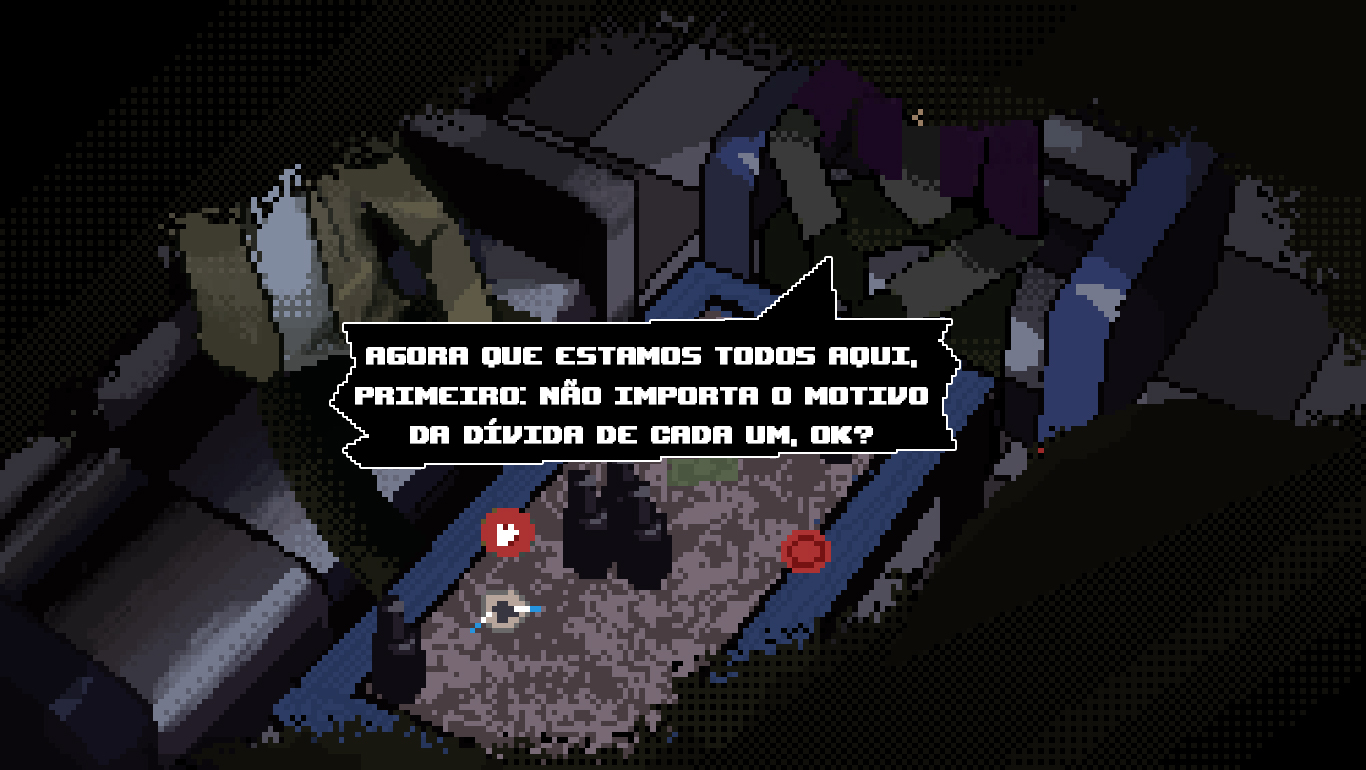 AGORA QUE ESTAMOS TODOS AQUI,
PRIMEIRO: NÃO IMPORTA O MOTIVO
DA DÍVIDA DE CADA UM, OK?